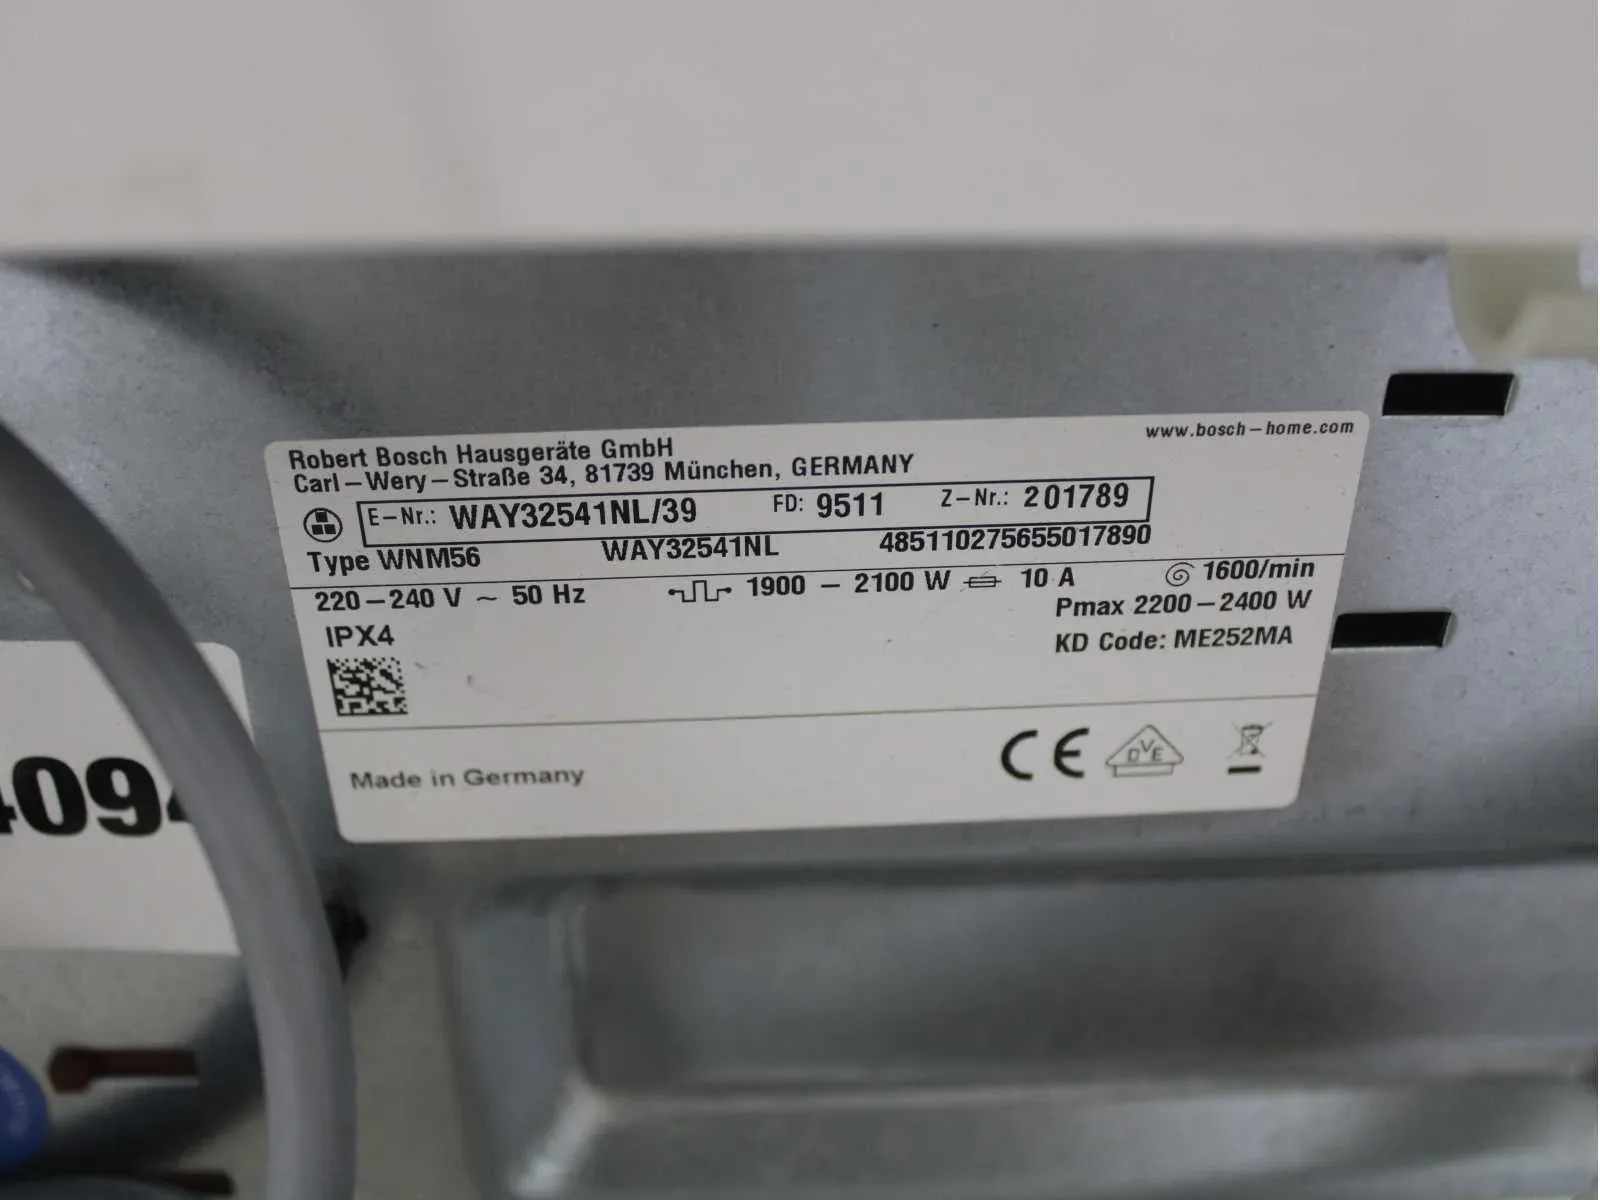 www.bosch-home.com
Robert Bosch Hausgeräte GmbH
Carl-Wery-Straße 34, 81739 München, GERMANY
E-Nr.: WAY32541NL/39 FD: 9511 Z-Nr.: 201789
Type WNM56 WAY32541NL 485110275655017890
220-240 V ~ 50 Hz 1900 - 2100 W 10 A 1600/min
Pmax 2200-2400 W
IPX4 KD Code: ME252MA
Made in Germany CE DVE
409